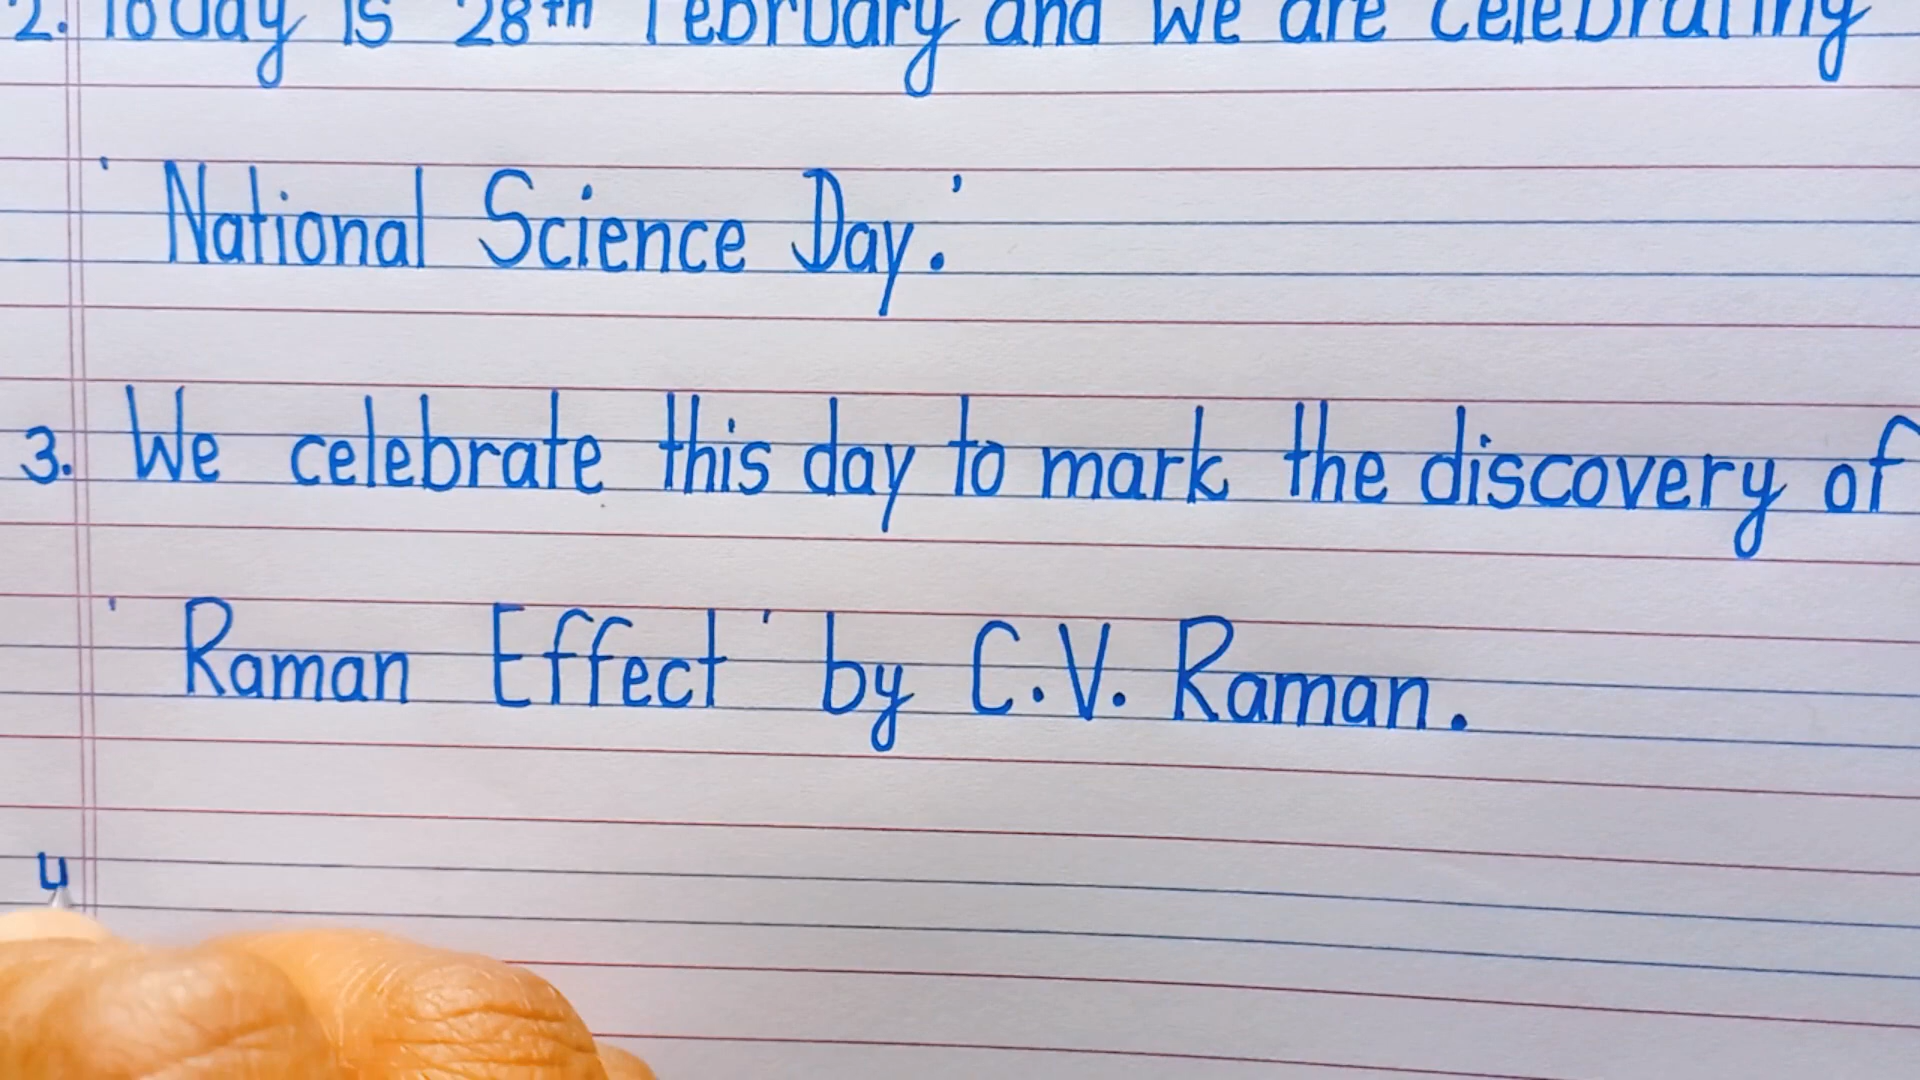 2. Today is 28th February and we are celebrating
'National Science Day.'
3. We celebrate this day to mark the discovery of
'Raman Effect' by C.V. Raman.
4